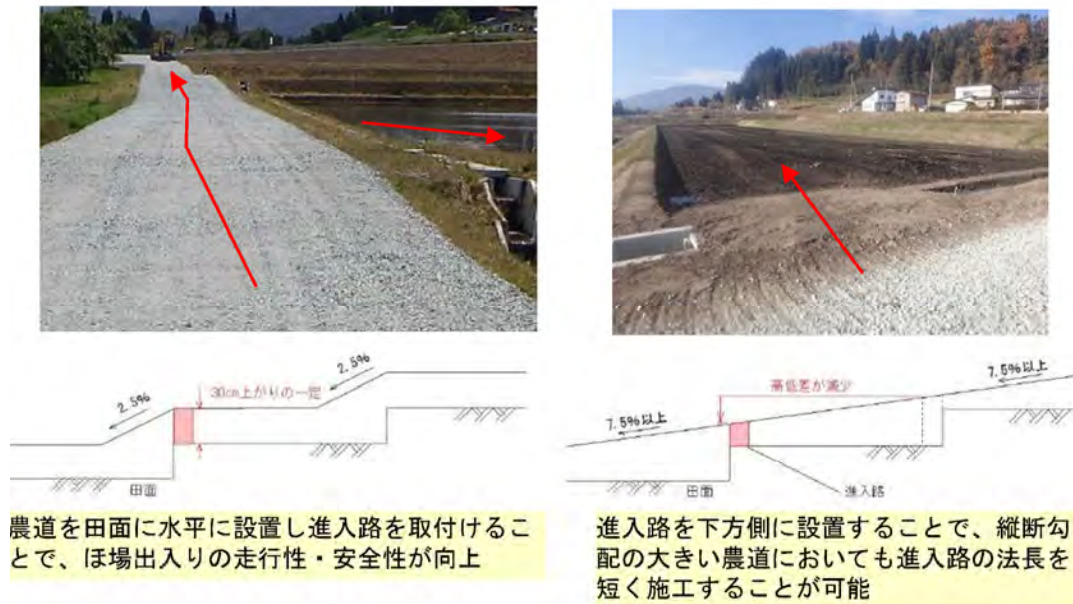 2.5%
2.5%
30cm上がりの一定
田面
農道を田面に水平に設置し進入路を取付けるこ
とで、ほ場出入りの走行性・安全性が向上
7.5%以上
高低差が減少
7.5%以上
田面
進入路
進入路を下方側に設置することで、縦断勾
配の大きい農道においても進入路の法長を
短く施工することが可能